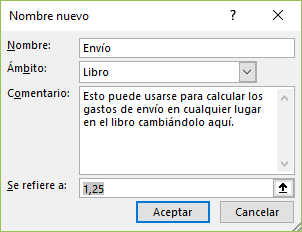 Nombre nuevo
? ×
Nombre: Envío
Ámbito: Libro
Comentario: Esto puede usarse para calcular los
gastos de envío en cualquier lugar
en el libro cambiándolo aquí.
Se refiere a: 1,25
Aceptar Cancelar